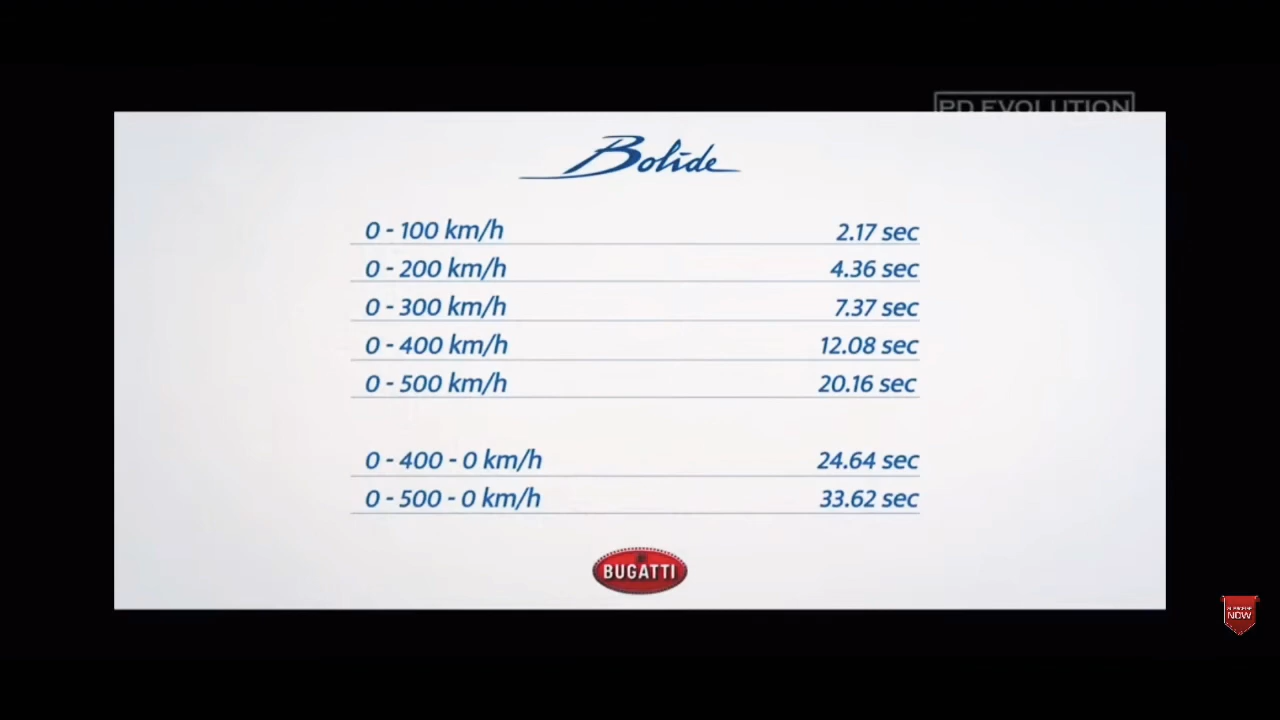 PD EVOLUTION
Bolide
0 - 100 km/h 2.17 sec
0 - 200 km/h 4.36 sec
0 - 300 km/h 7.37 sec
0 - 400 km/h 12.08 sec
0 - 500 km/h 20.16 sec
0 - 400 - 0 km/h 24.64 sec
0 - 500 - 0 km/h 33.62 sec
BUGATTI
SUBSCRIBE
NOW